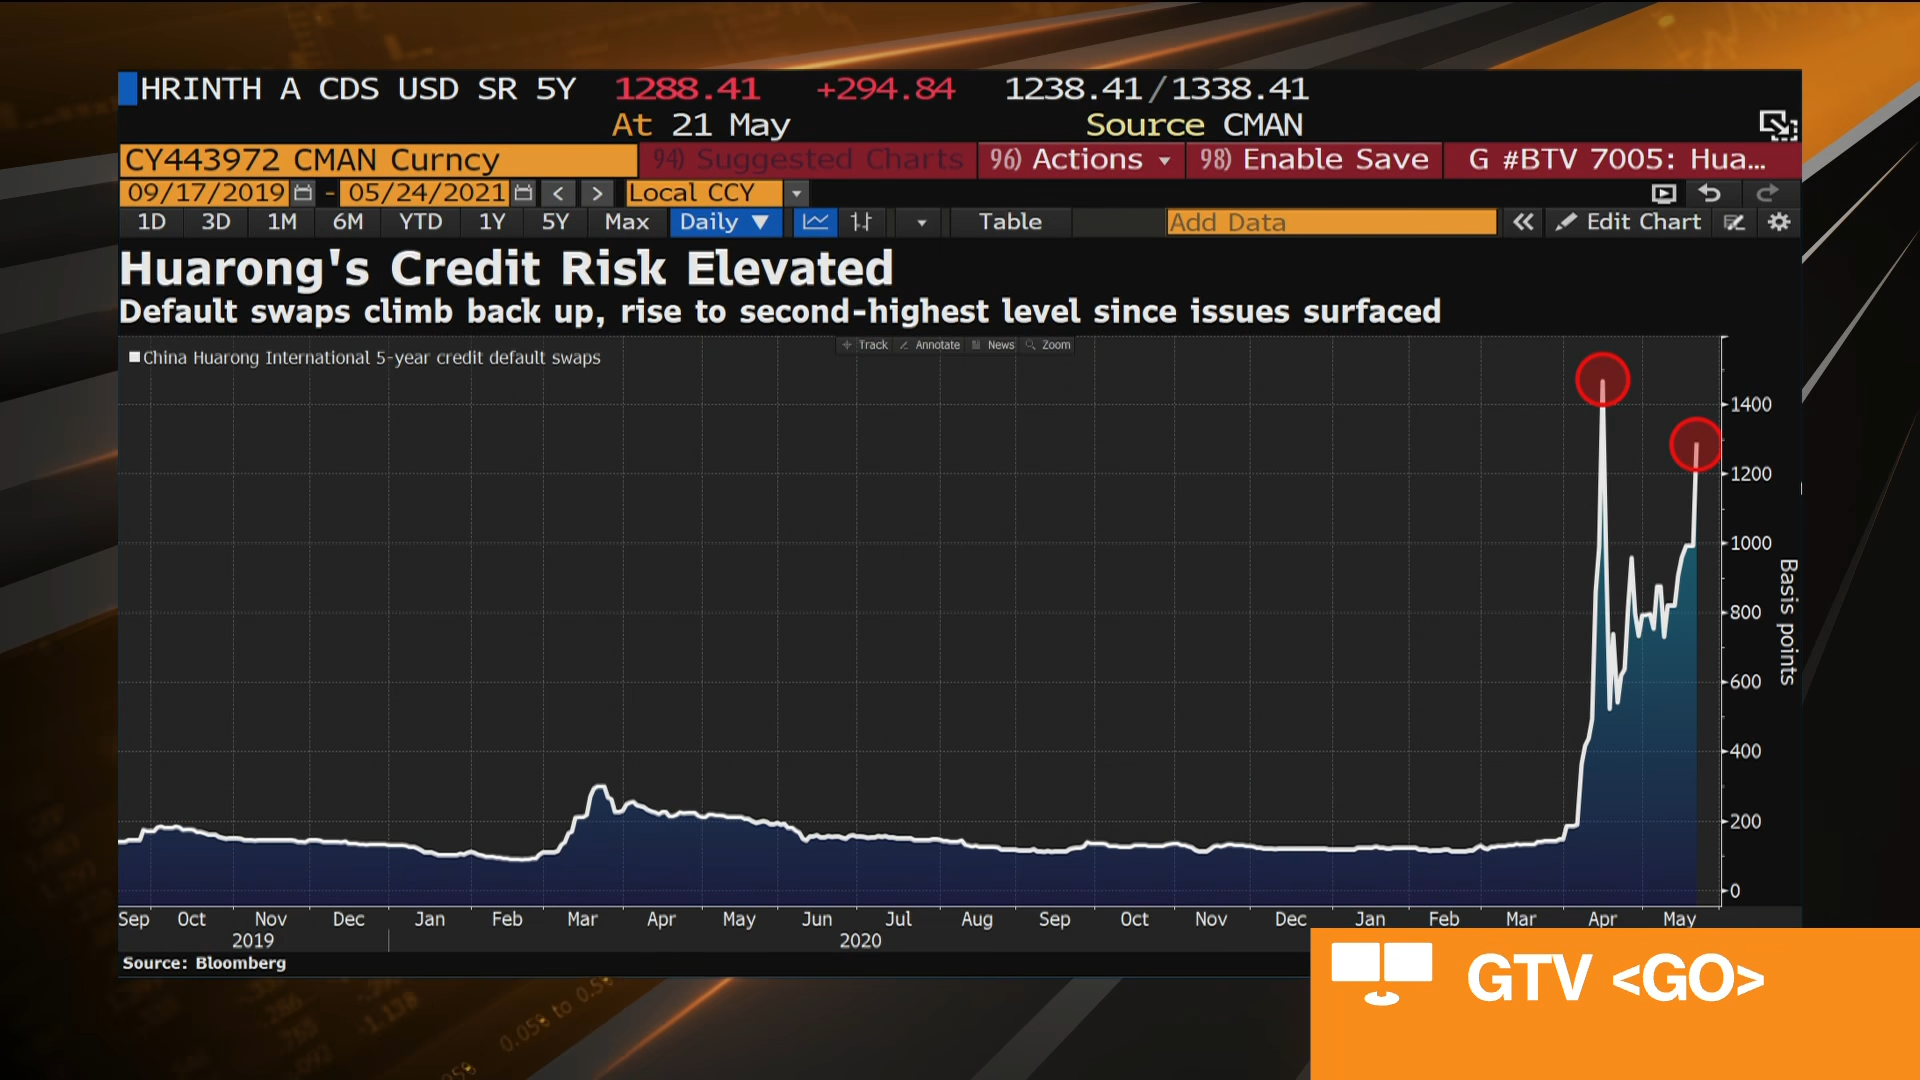 HRINTH A CDS USD SR 5Y 1288.41 +294.84 1238.41/1338.41
At 21 May Source CMAN
CY443972 CMAN Curncy 94) Suggested Charts 96) Actions 98) Enable Save G #BTV 7005: Hua...
09/17/2019 - 05/24/2021 < > Local CCY
1D 3D 1M 6M YTD 1Y 5Y Max Daily ▼ Table Add Data « Edit Chart
Huarong's Credit Risk Elevated
Default swaps climb back up, rise to second-highest level since issues surfaced
Track Annotate News Zoom
China Huarong International 5-year credit default swaps
1400
1200
1000
800
600
400
200
0
Basis points
Sep Oct Nov Dec Jan Feb Mar Apr May Jun Jul Aug Sep Oct Nov Dec Jan Feb Mar Apr May
2019 2020
Source: Bloomberg
GTV <GO>
0.05% to 0.5%